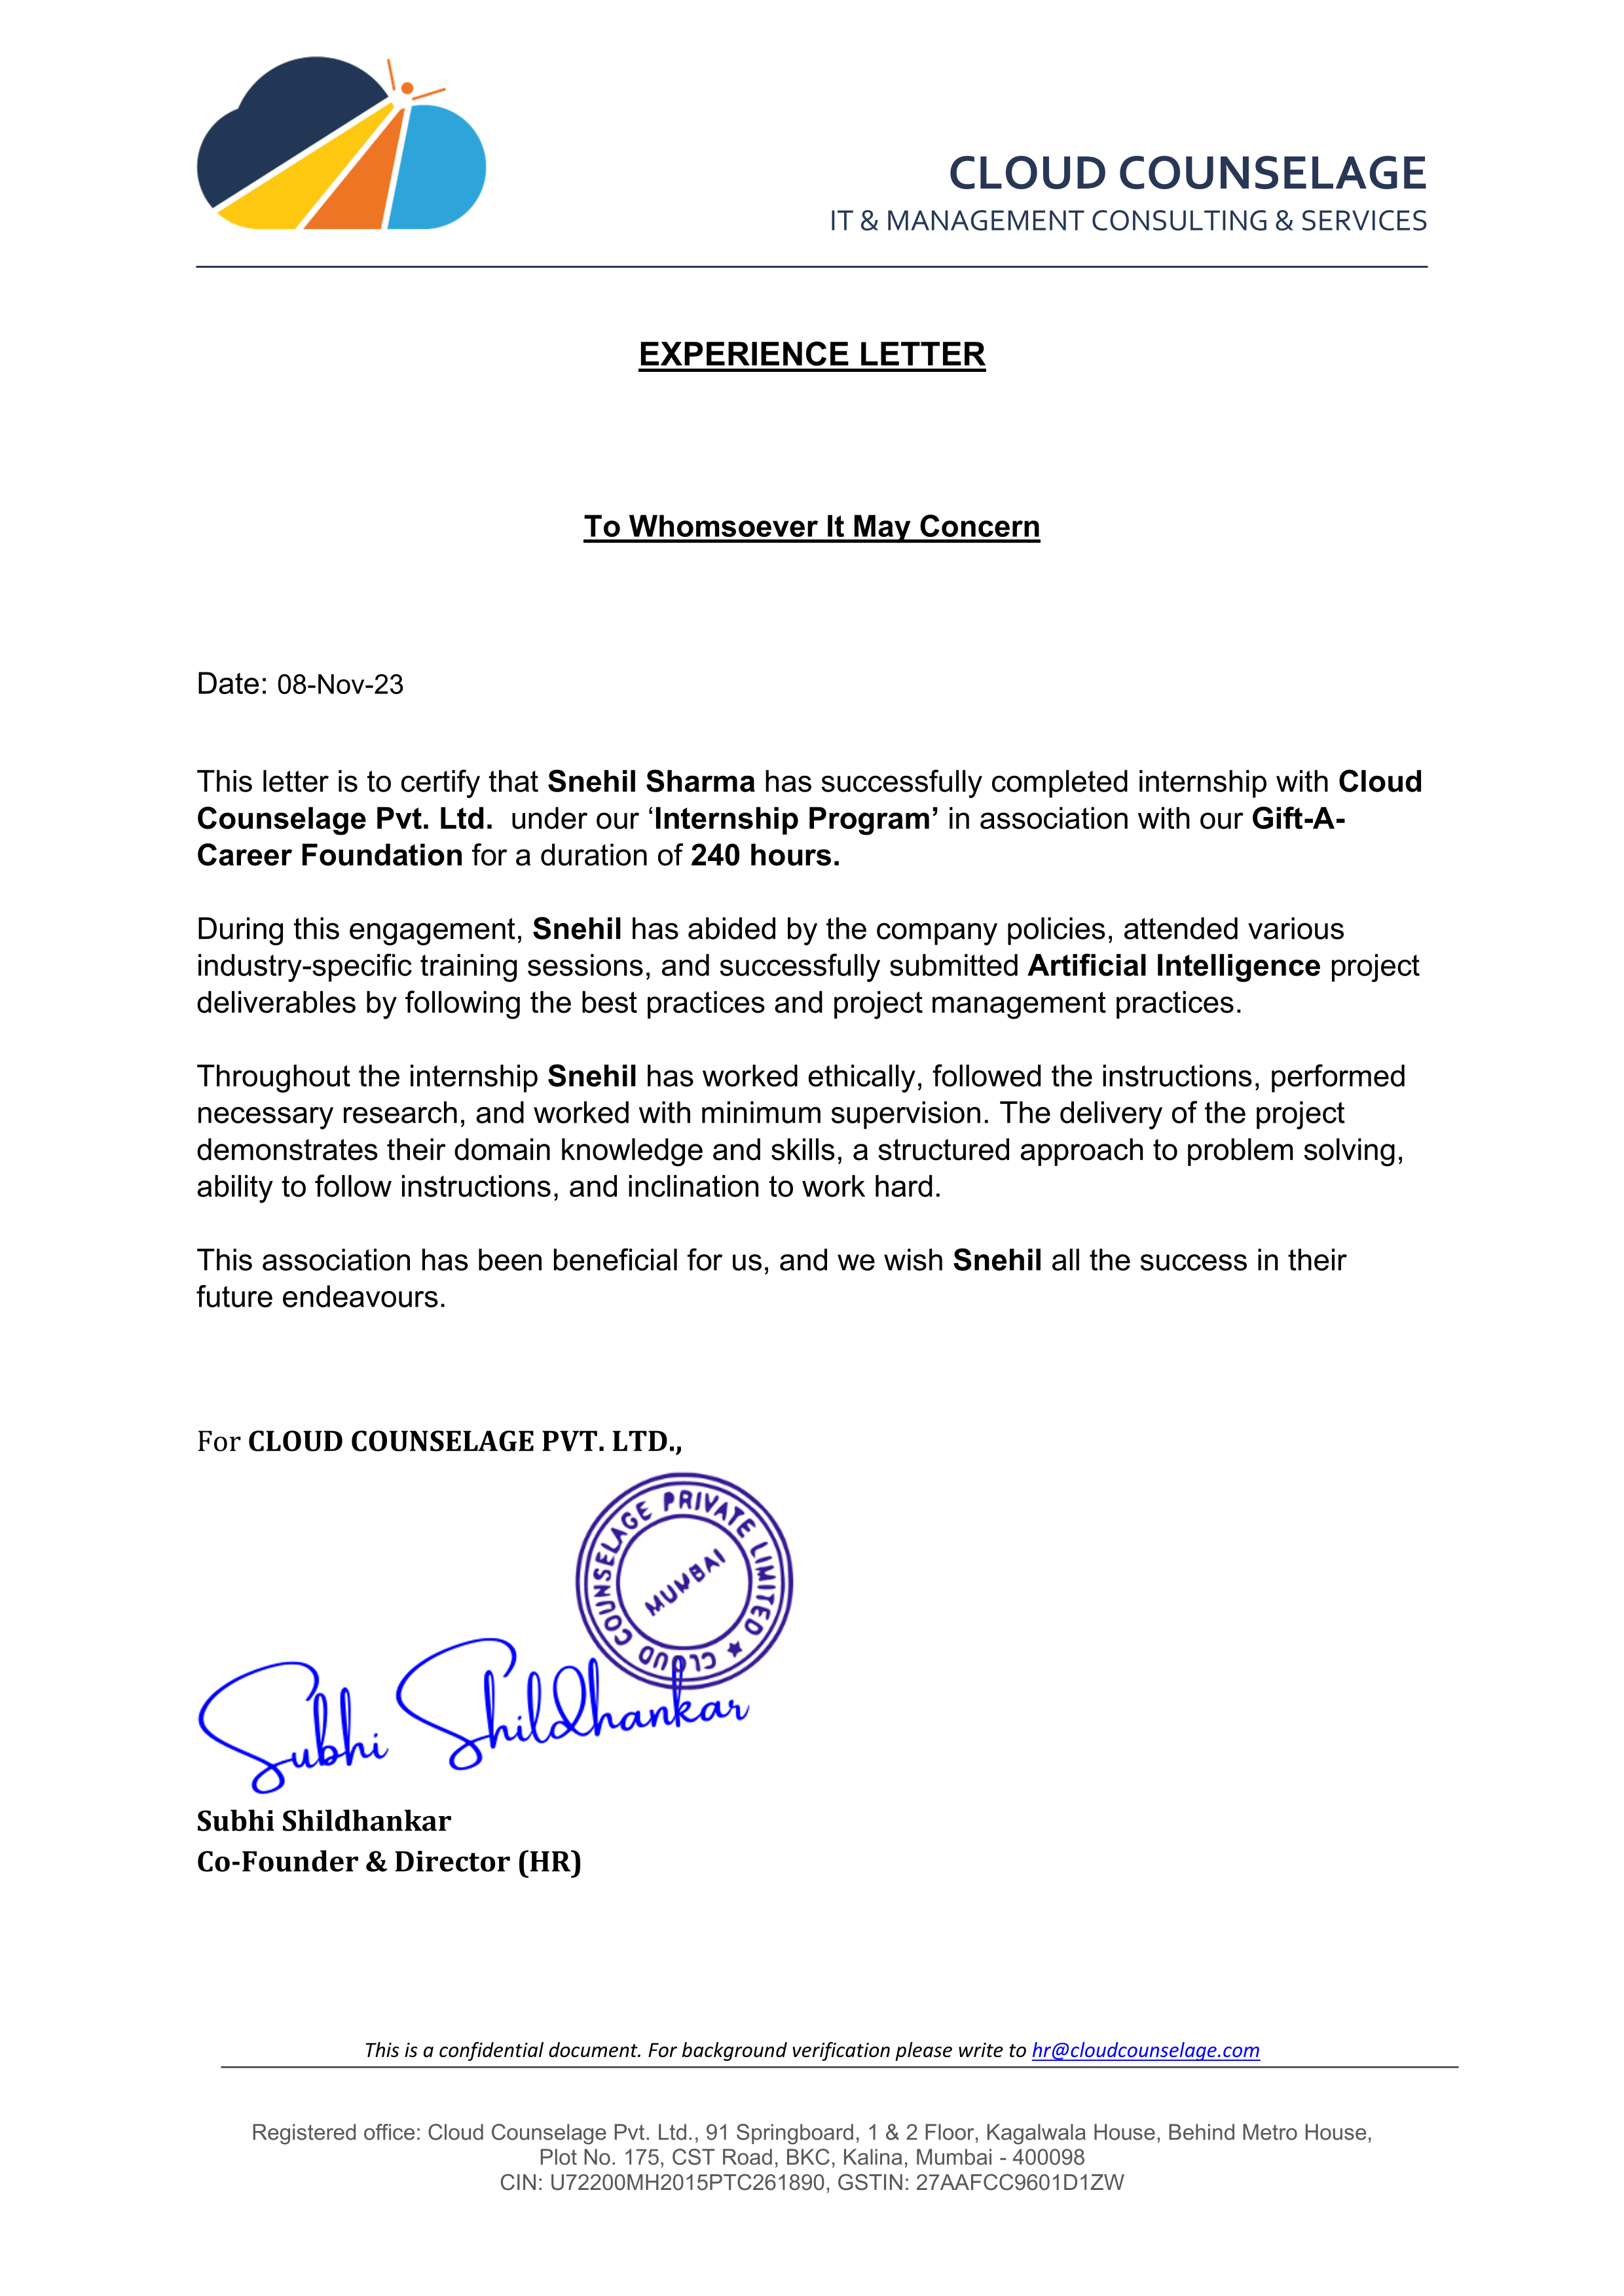 CLOUD COUNSELAGE
IT & MANAGEMENT CONSULTING & SERVICES
EXPERIENCE LETTER
To Whomsoever It May Concern
Date: 08-Nov-23
This letter is to certify that Snehil Sharma has successfully completed internship with Cloud
Counselage Pvt. Ltd. under our ‘Internship Program’ in association with our Gift-A-
Career Foundation for a duration of 240 hours.
During this engagement, Snehil has abided by the company policies, attended various
industry-specific training sessions, and successfully submitted Artificial Intelligence project
deliverables by following the best practices and project management practices.
Throughout the internship Snehil has worked ethically, followed the instructions, performed
necessary research, and worked with minimum supervision. The delivery of the project
demonstrates their domain knowledge and skills, a structured approach to problem solving,
ability to follow instructions, and inclination to work hard.
This association has been beneficial for us, and we wish Snehil all the success in their
future endeavours.
For CLOUD COUNSELAGE PVT. LTD.,
CLOUD COUNSELAGE PRIVATE LIMITED ★
MUMBAI
Subhi Shildhankar
Subhi Shildhankar
Co-Founder & Director (HR)
This is a confidential document. For background verification please write to hr@cloudcounselage.com
Registered office: Cloud Counselage Pvt. Ltd., 91 Springboard, 1 & 2 Floor, Kagalwala House, Behind Metro House,
Plot No. 175, CST Road, BKC, Kalina, Mumbai - 400098
CIN: U72200MH2015PTC261890, GSTIN: 27AAFCC9601D1ZW